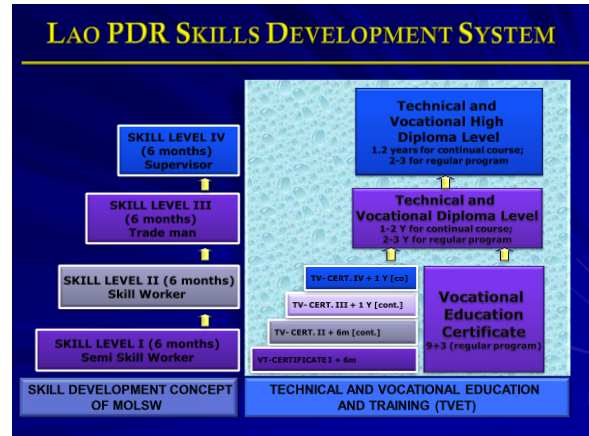 LAO PDR SKILLS DEVELOPMENT SYSTEM
SKILL LEVEL IV
(6 months)
Supervisor
SKILL LEVEL III
(6 months)
Trade man
SKILL LEVEL II (6 months)
Skill Worker
SKILL LEVEL I (6 months)
Semi Skill Worker
SKILL DEVELOPMENT CONCEPT
OF MOLSW
Technical and
Vocational High
Diploma Level
1.2 years for continual course;
2-3 for regular program
Technical and
Vocational Diploma Level
1-2 Y for continual course;
2-3 Y for regular program
TV-CERT. IV + 1 Y [co]
TV- CERT. III + 1 Y [cont.]
TV- CERT. II + 6m [cont.]
VT-CERTIFICATE I + 6m
Vocational
Education
Certificate
9+3 (regular program)
TECHNICAL AND VOCATIONAL EDUCATION
AND TRAINING (TVET)